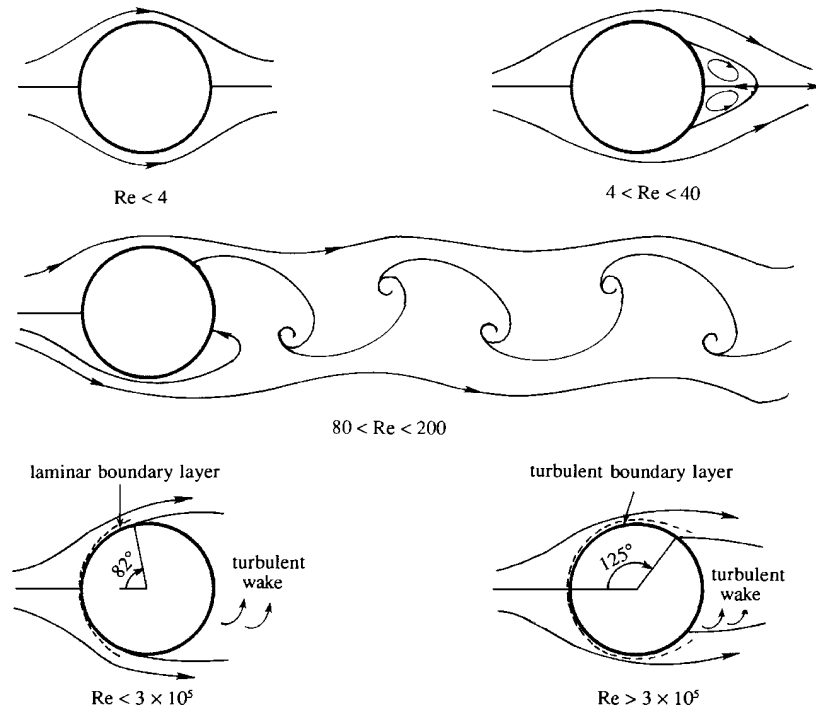 Re < 4
4 < Re < 40
80 < Re < 200
laminar boundary layer
82°
turbulent
wake
Re < 3 × 10⁵
turbulent boundary layer
125°
turbulent
wake
Re > 3 × 10⁵